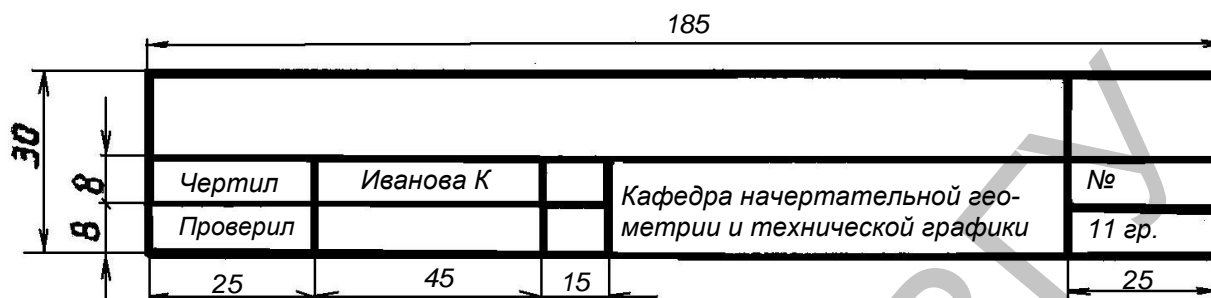 185
30
8
8
Чертил
Иванова К
Проверил
Кафедра начертательной гео-
метрии и технической графики
№
11 гр.
25
45
15
25
ГУ